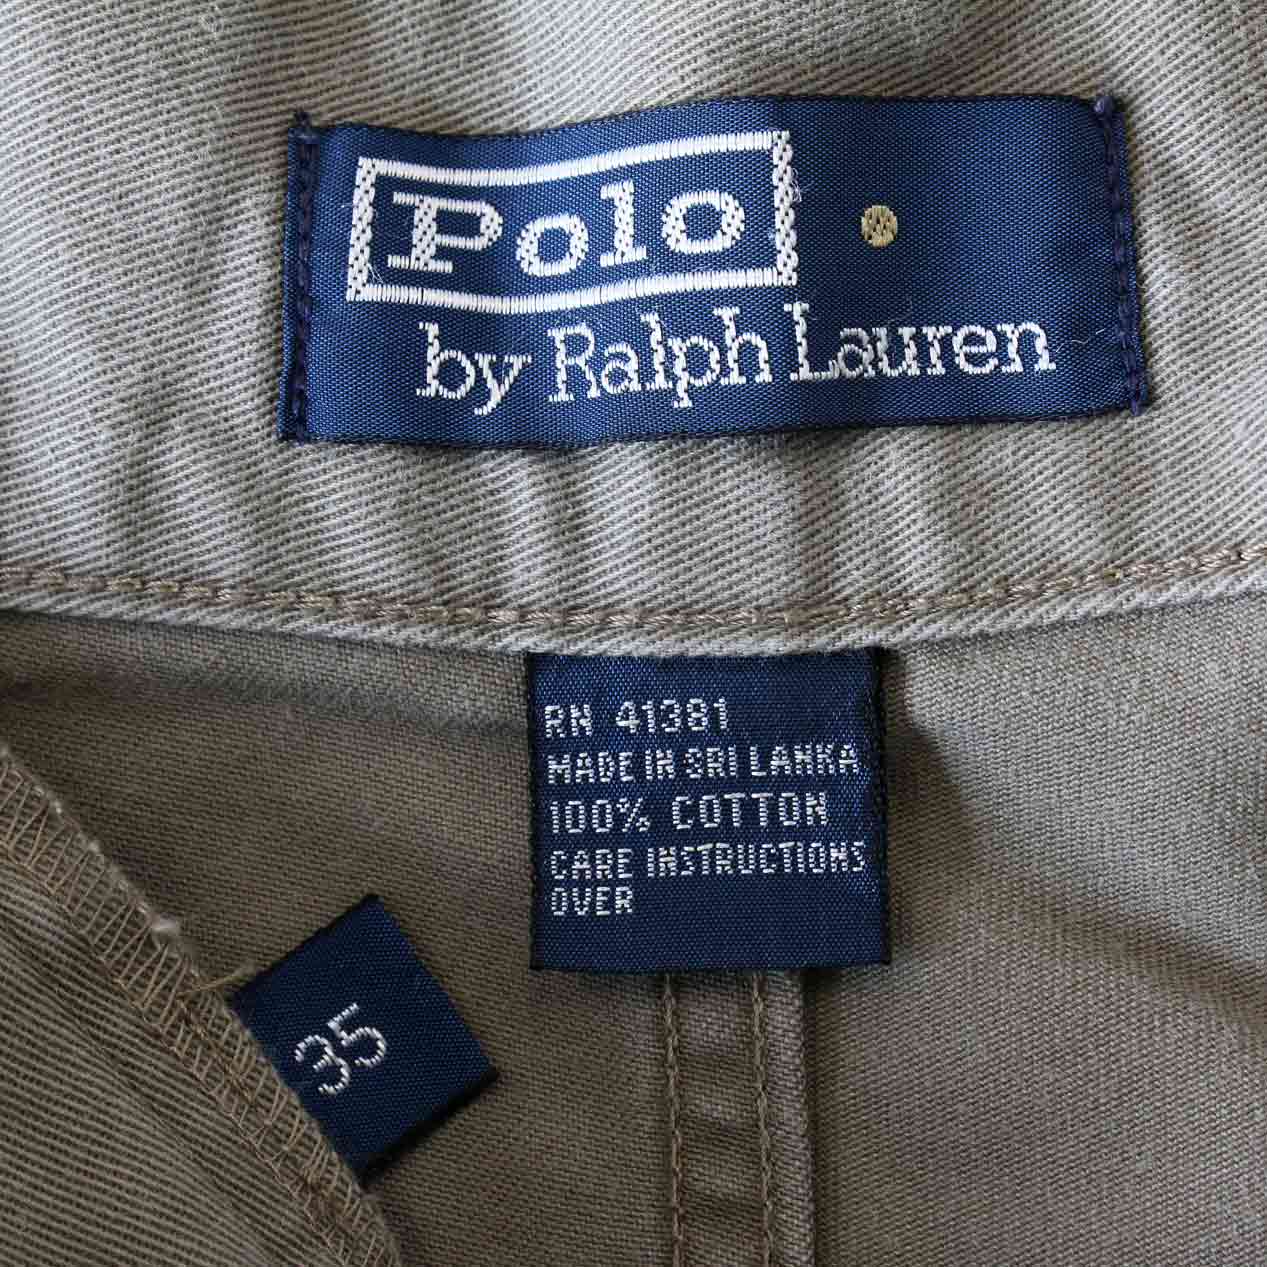 Polo
by Ralph Lauren
RN 41381
MADE IN SRI LANKA
100% COTTON
CARE INSTRUCTIONS
OVER
35